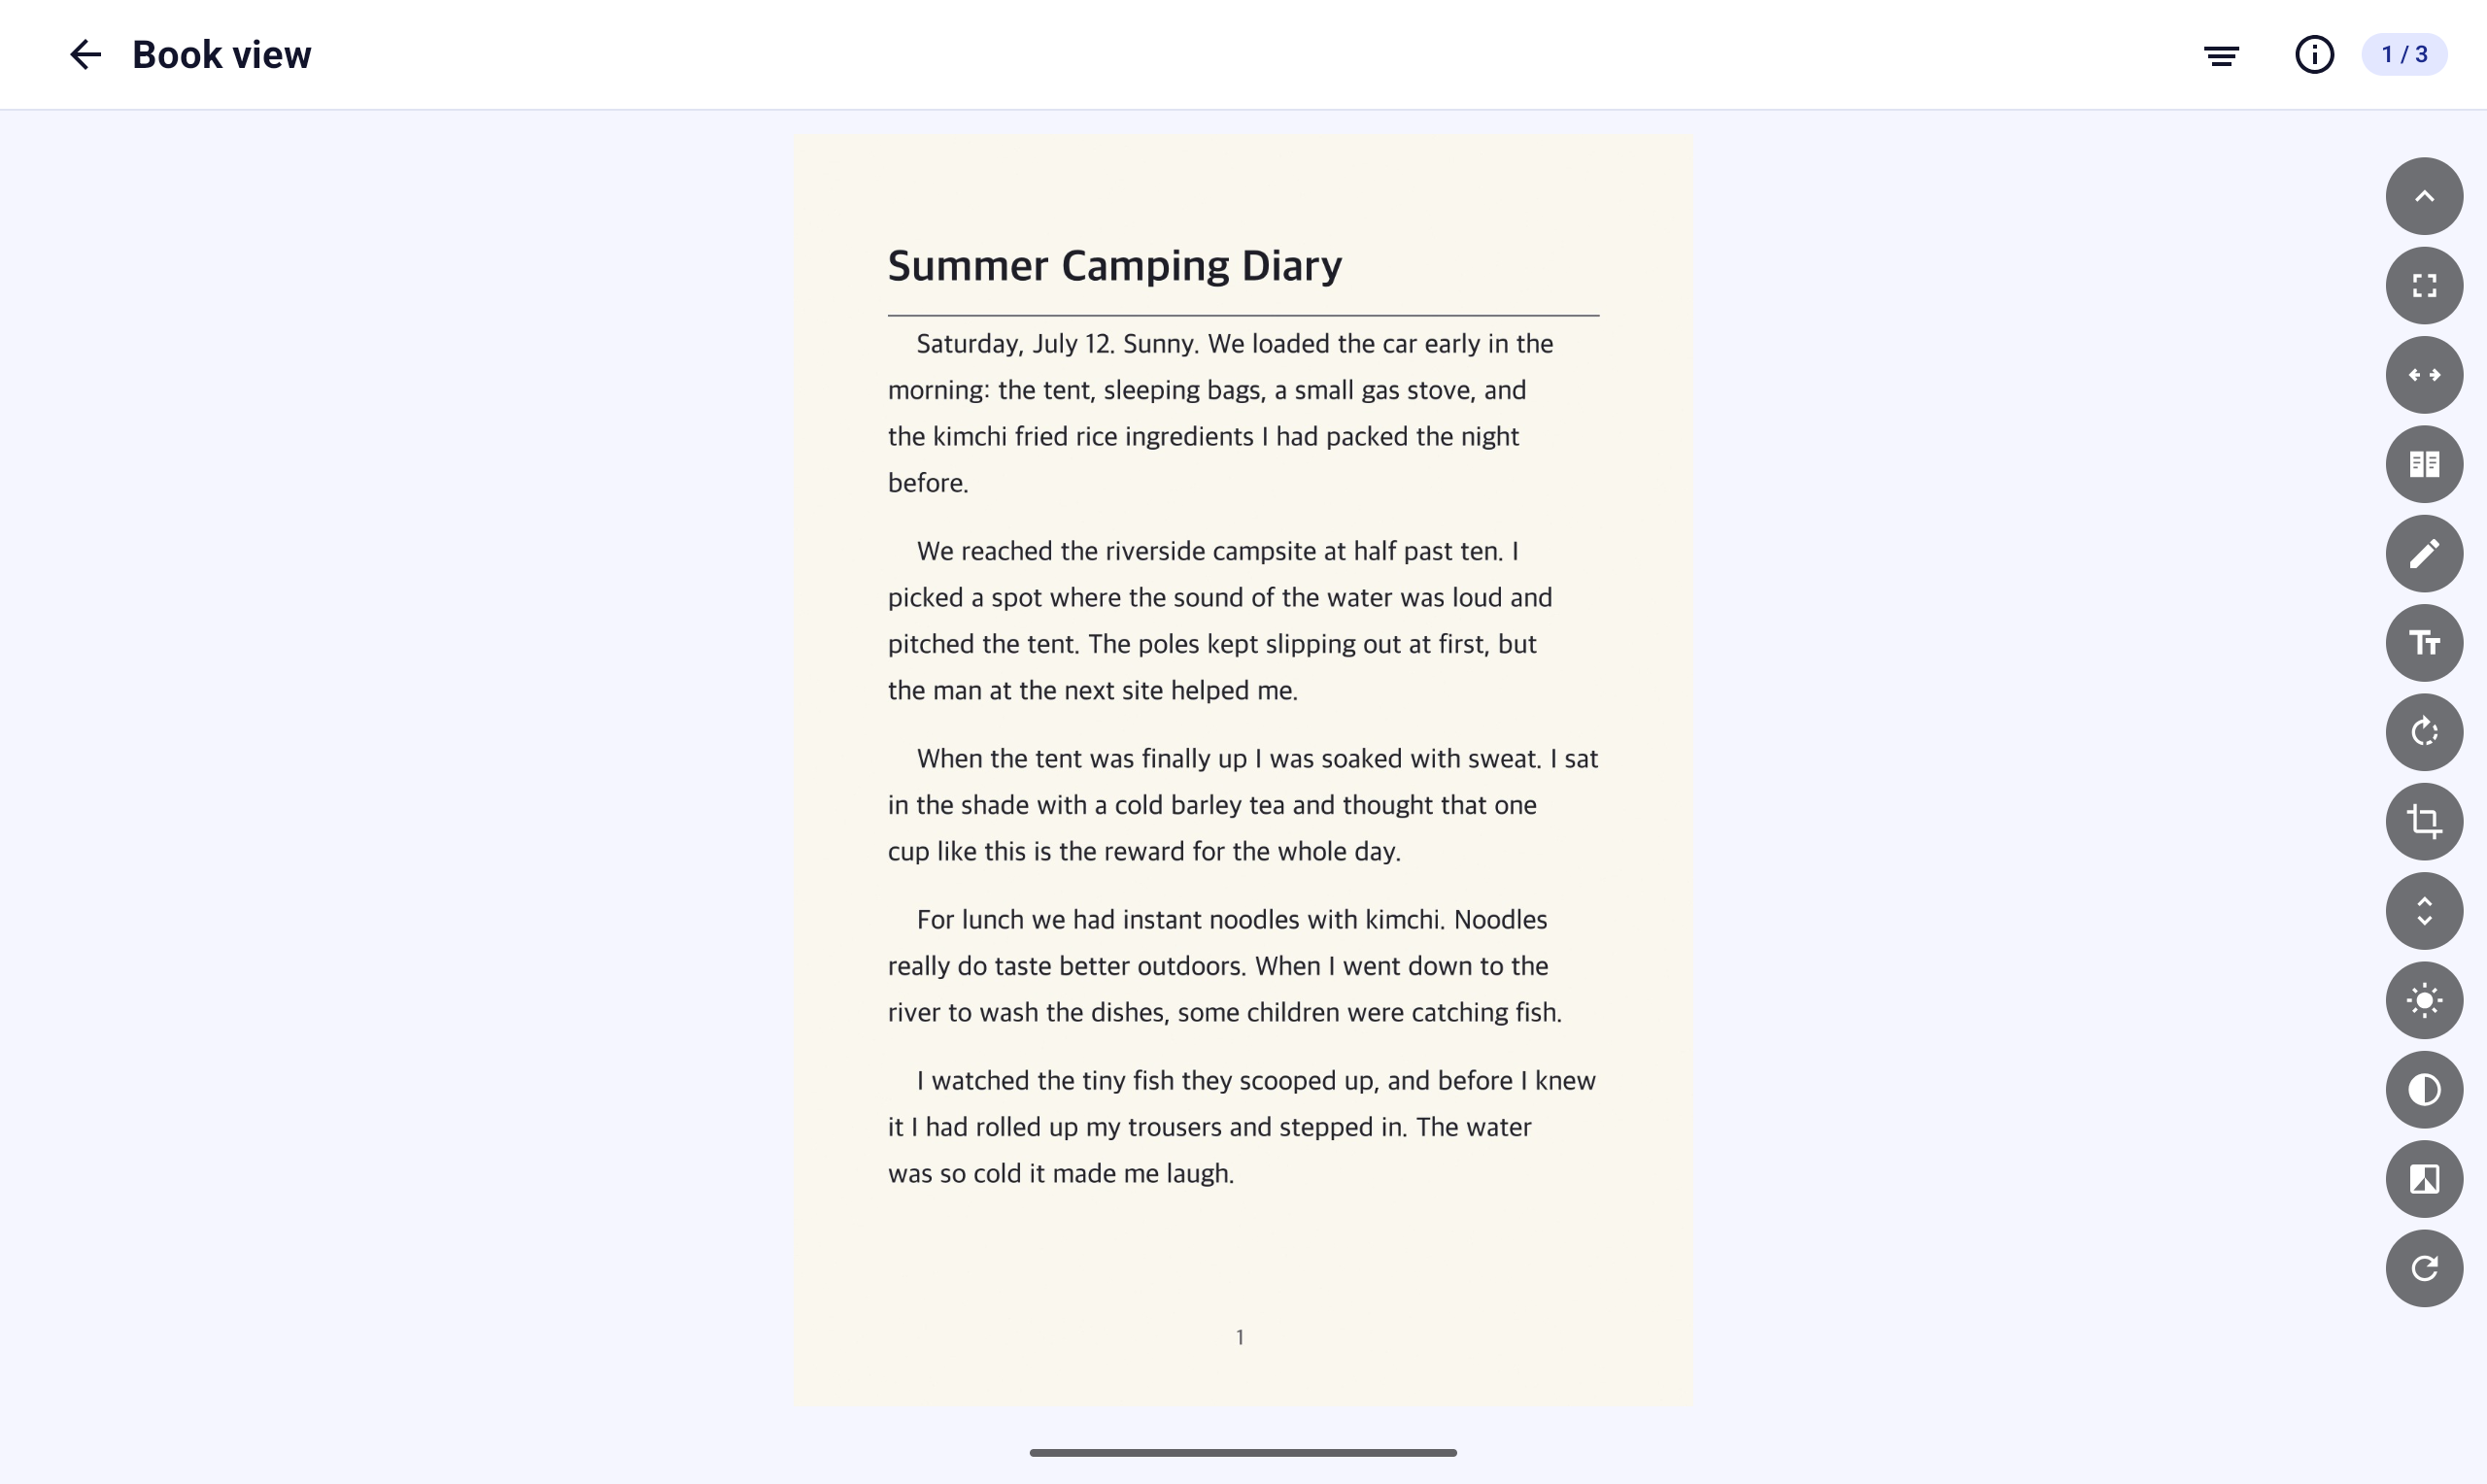 Book view
1 / 3
Summer Camping Diary
Saturday, July 12. Sunny. We loaded the car early in the
morning: the tent, sleeping bags, a small gas stove, and
the kimchi fried rice ingredients I had packed the night
before.
We reached the riverside campsite at half past ten. I
picked a spot where the sound of the water was loud and
pitched the tent. The poles kept slipping out at first, but
the man at the next site helped me.
When the tent was finally up I was soaked with sweat. I sat
in the shade with a cold barley tea and thought that one
cup like this is the reward for the whole day.
For lunch we had instant noodles with kimchi. Noodles
really do taste better outdoors. When I went down to the
river to wash the dishes, some children were catching fish.
I watched the tiny fish they scooped up, and before I knew
it I had rolled up my trousers and stepped in. The water
was so cold it made me laugh.
1